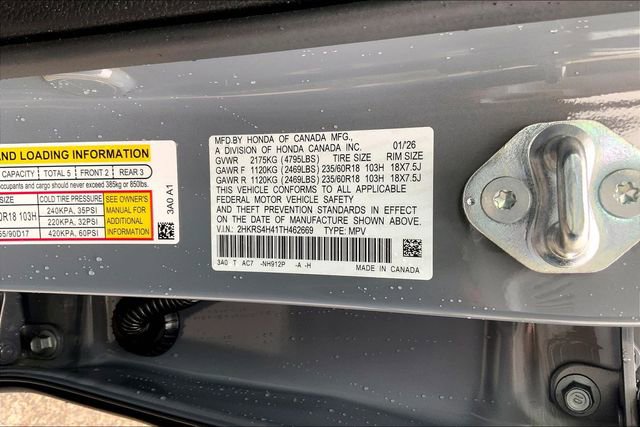 AND LOADING INFORMATION
CAPACITY TOTAL 5 FRONT 2 REAR 3
occupants and cargo should never exceed 385kg or 850lbs.
SIZE COLD TIRE PRESSURE SEE OWNER'S
0R18 103H 240KPA, 35PSI MANUAL FOR
220KPA, 32PSI ADDITIONAL
55/90D17 420KPA, 60PSI INFORMATION
3A0 A1
MFD.BY HONDA OF CANADA MFG.,
A DIVISION OF HONDA CANADA INC. 01/26
GVWR 2175KG (4795LBS) TIRE SIZE RIM SIZE
GAWR F 1120KG (2469LBS) 235/60R18 103H 18X7.5J
GAWR R 1120KG (2469LBS) 235/60R18 103H 18X7.5J
THIS VEHICLE CONFORMS TO ALL APPLICABLE
FEDERAL MOTOR VEHICLE SAFETY
AND THEFT PREVENTION STANDARDS IN EFFECT
ON THE DATE OF MANUFACTURE SHOWN ABOVE.
V.I.N.: 2HKRS4H41TH462669 TYPE: MPV
3A0 T AC7 -NH912P -A -H
MADE IN CANADA